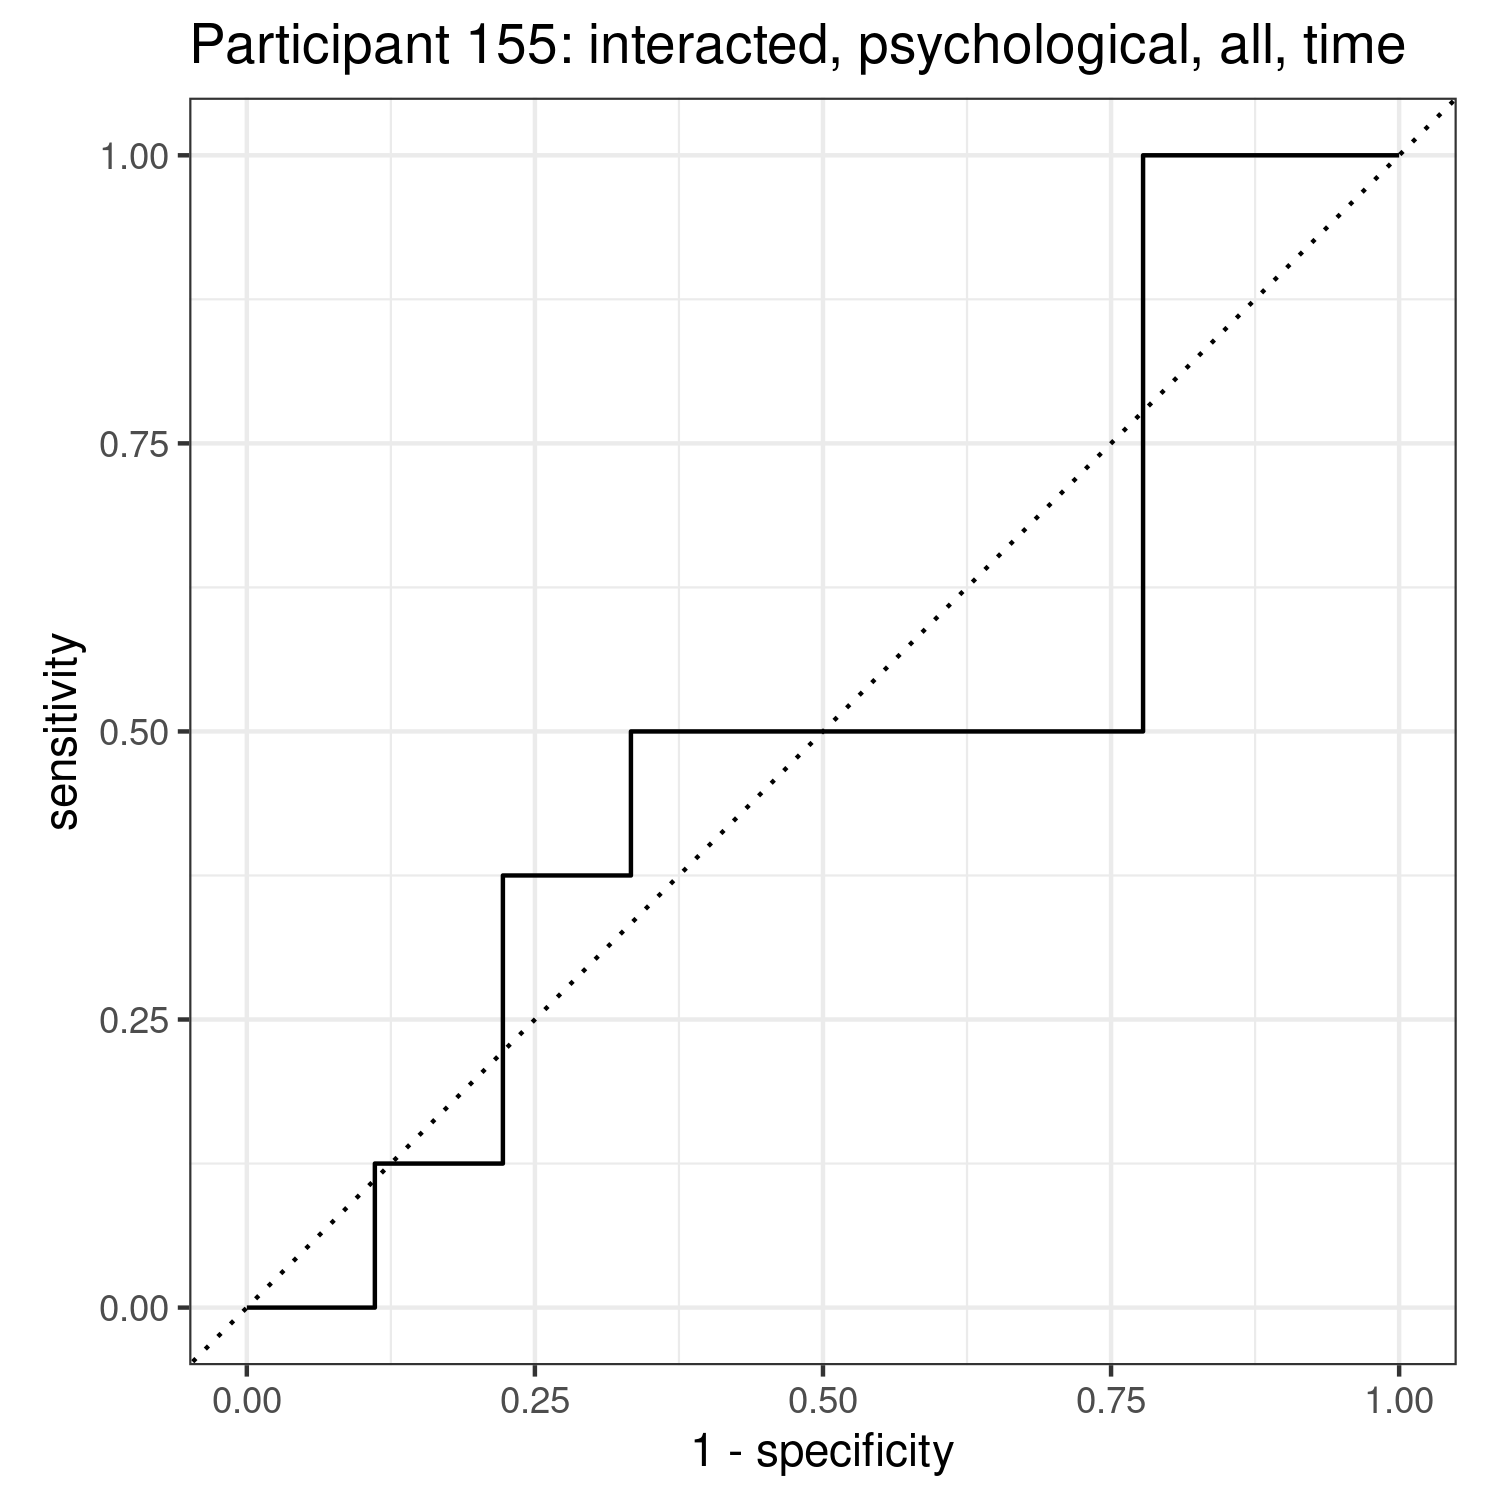 Participant 155: interacted, psychological, all, time
1.00
0.75
0.50
0.25
0.00
sensitivity
0.00 0.25 0.50 0.75 1.00
1 - specificity